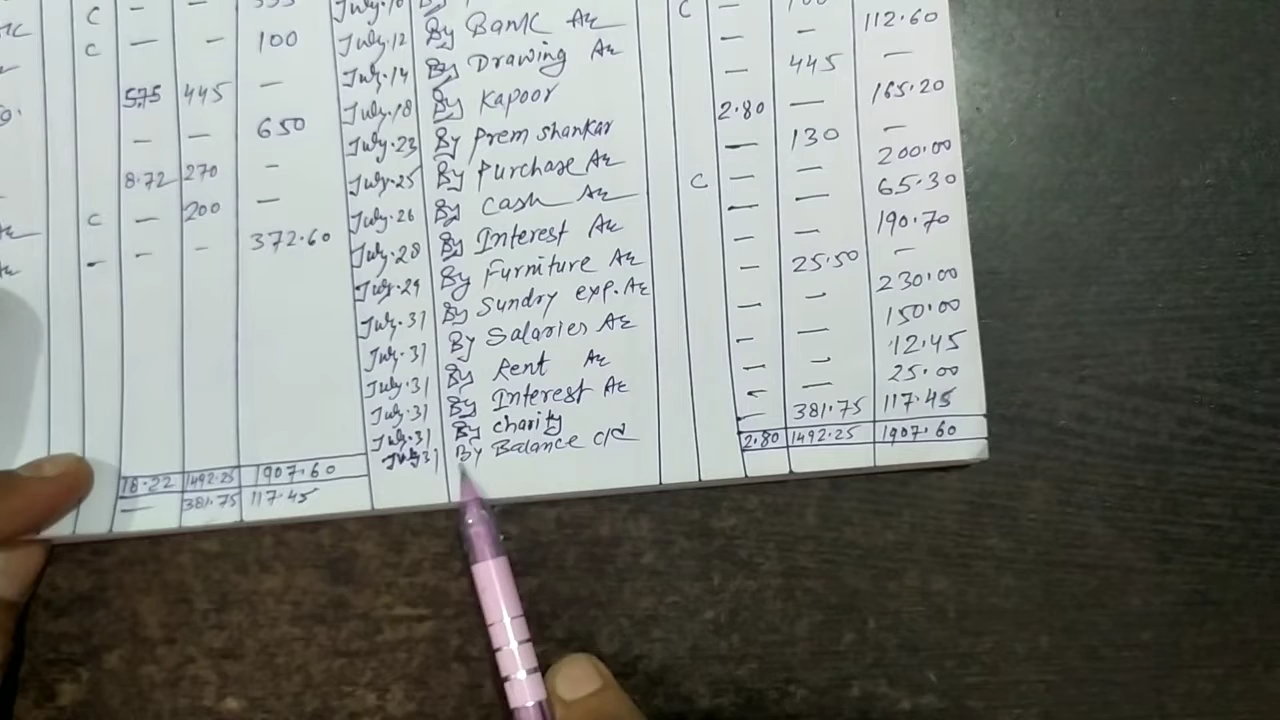 C — — July.10 By C — 112.60
C — — 100 July.12 By Bank A/c — — —
July.14 By Drawing A/c — 445 165.20
5.75 445 — July.18 By Kapoor 2.80 — —
— — 650 July.23 By Prem Shankar — 130 200.00
8.72 270 — July.25 By Purchase A/c C — — 65.30
C — 200 — July.26 By Cash A/c — — 190.70
— — 372.60 July.28 By Interest A/c — 25.50 —
July.29 By Furniture A/c — — 230.00
July.31 By Sundry exp. A/c — — 150.00
July.31 By Salaries A/c — — 12.45
July.31 By Rent A/c — — 25.00
July.31 By Interest A/c — 381.75 117.45
July.31 By charity 2.80 1492.25 1907.60
July31 By Balance c/d
18.22 1492.25 1907.60
— 381.75 117.45